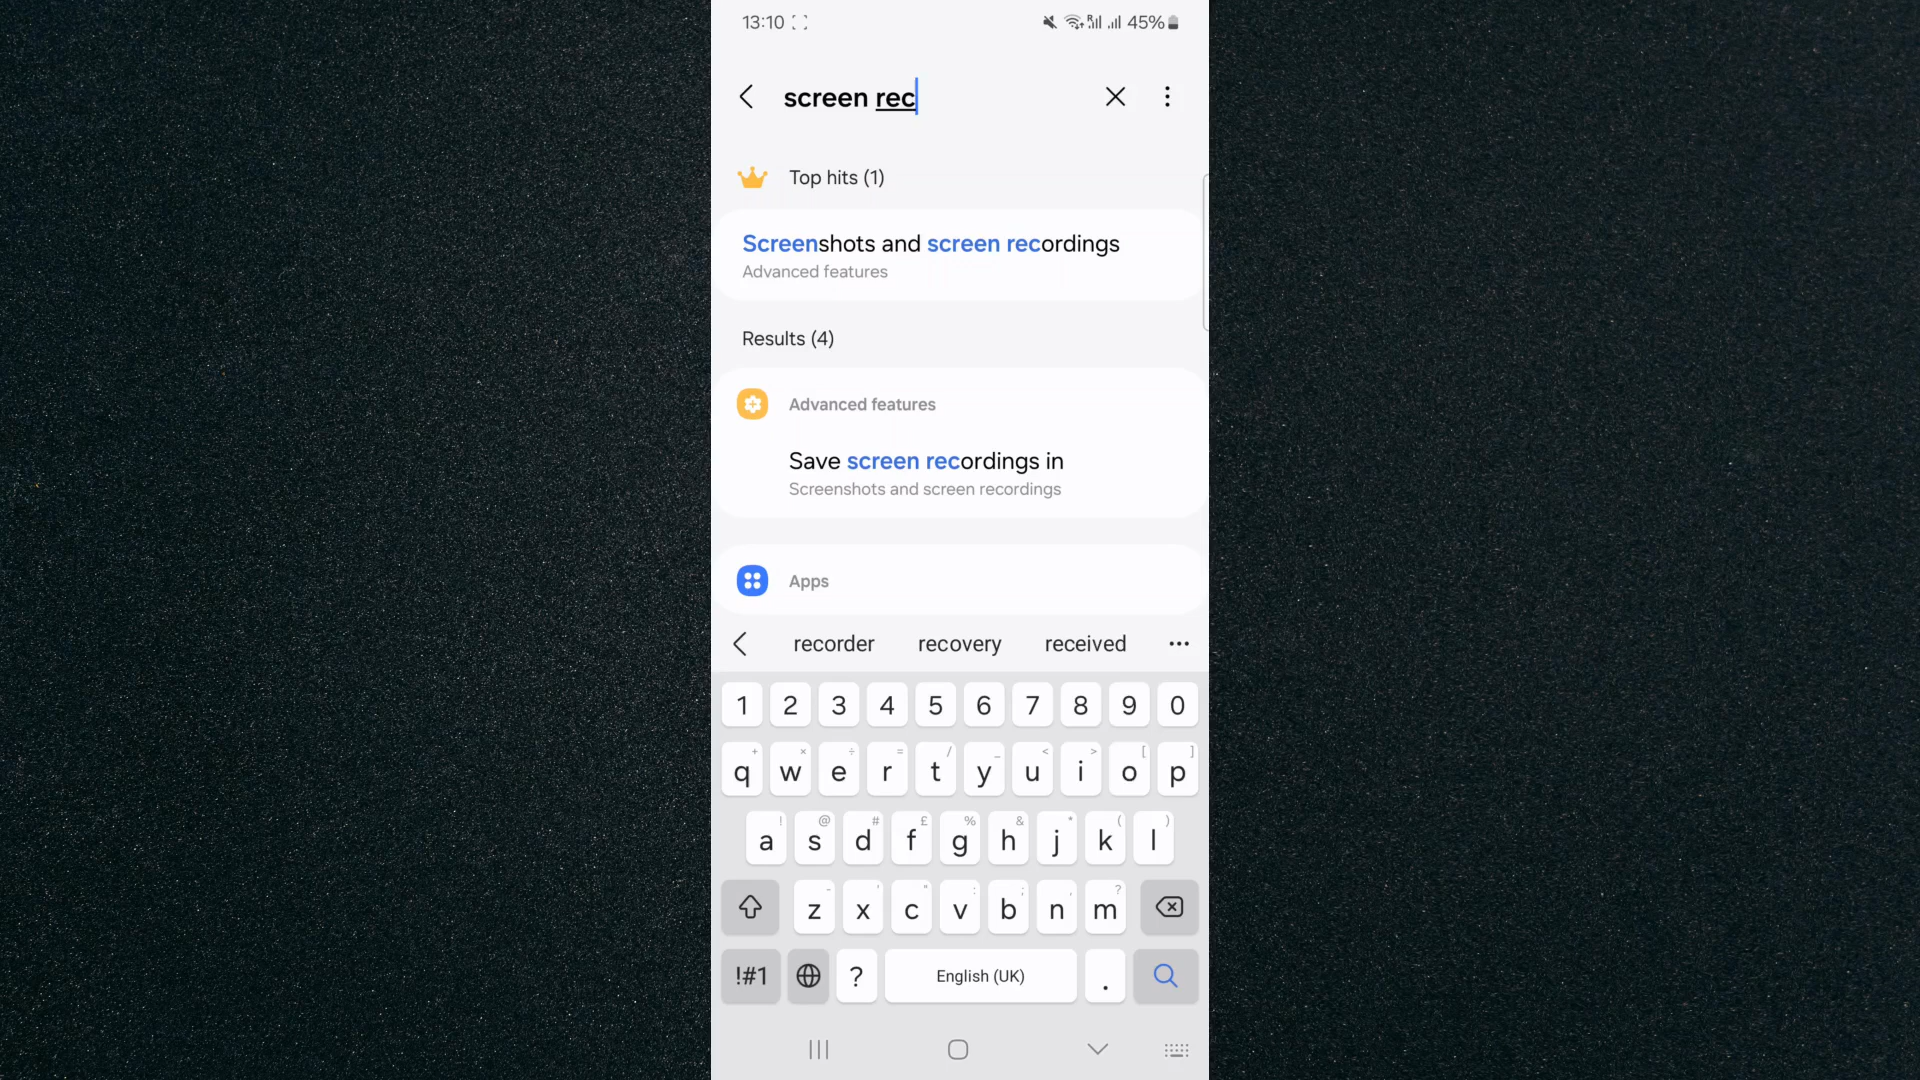 13:10 45%
screen rec
Top hits (1)
Screenshots and screen recordings
Advanced features
Results (4)
Advanced features
Save screen recordings in
Screenshots and screen recordings
Apps
recorder recovery received
1 2 3 4 5 6 7 8 9 0
+ × ÷ = / _ < > [ ]
q w e r t y u i o p
! @ # £ % & * ( )
a s d f g h j k l
- ' " : ; , ?
z x c v b n m
!#1 ? English (UK) .